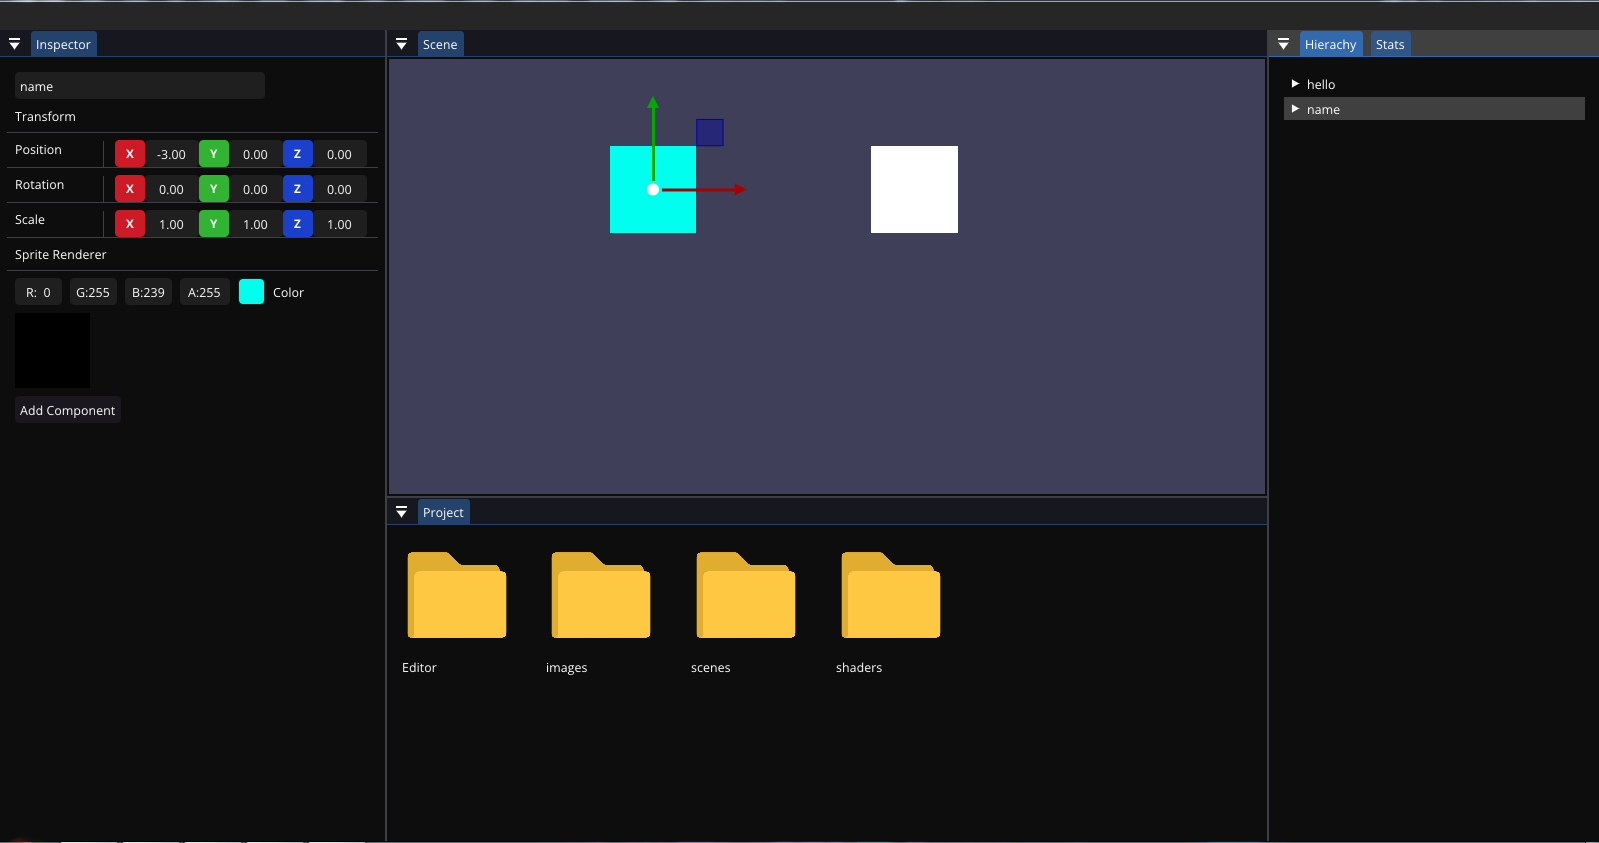 Inspector
name
Transform
Position X -3.00 Y 0.00 Z 0.00
Rotation X 0.00 Y 0.00 Z 0.00
Scale X 1.00 Y 1.00 Z 1.00
Sprite Renderer
R: 0 G:255 B:239 A:255 Color
Add Component
Scene
Project
Editor images scenes shaders
Hierachy Stats
hello
name